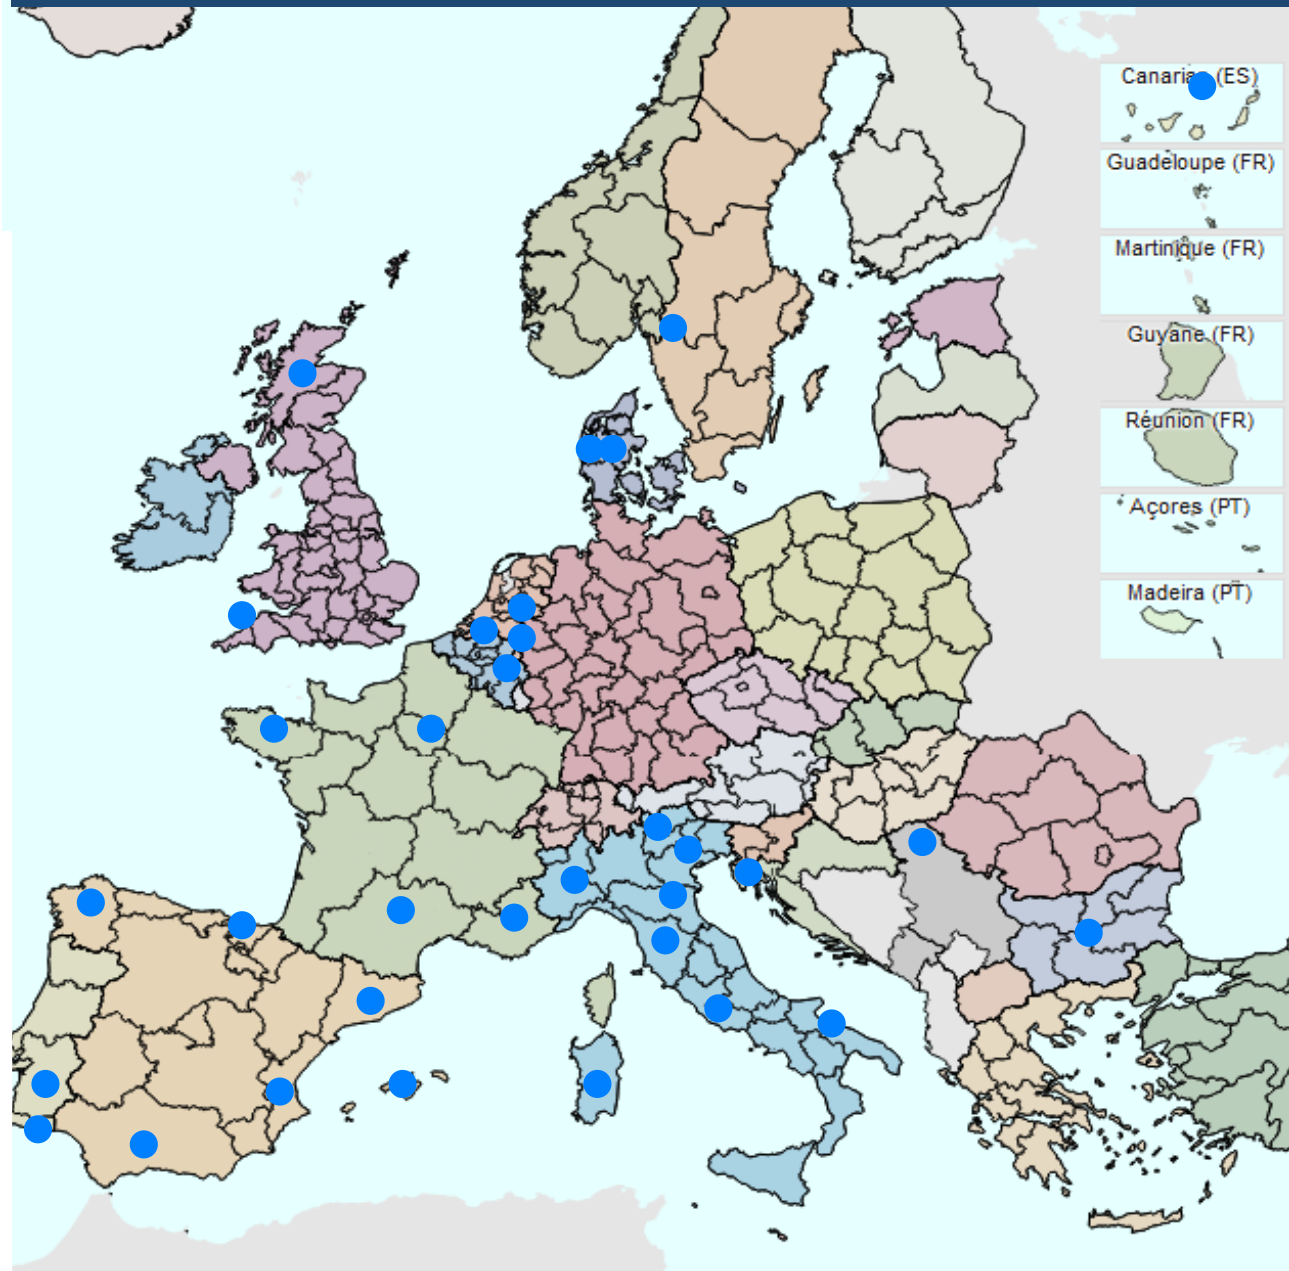 Canarias (ES)
Guadeloupe (FR)
Martinique (FR)
Guyane (FR)
Réunion (FR)
Açores (PT)
Madeira (PT)